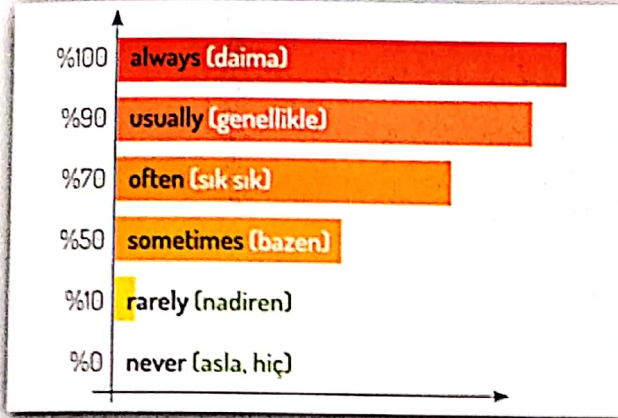 %100 always (daima)
%90 usually (genellikle)
%70 often (sık sık)
%50 sometimes (bazen)
%10 rarely (nadiren)
%0 never (asla, hiç)